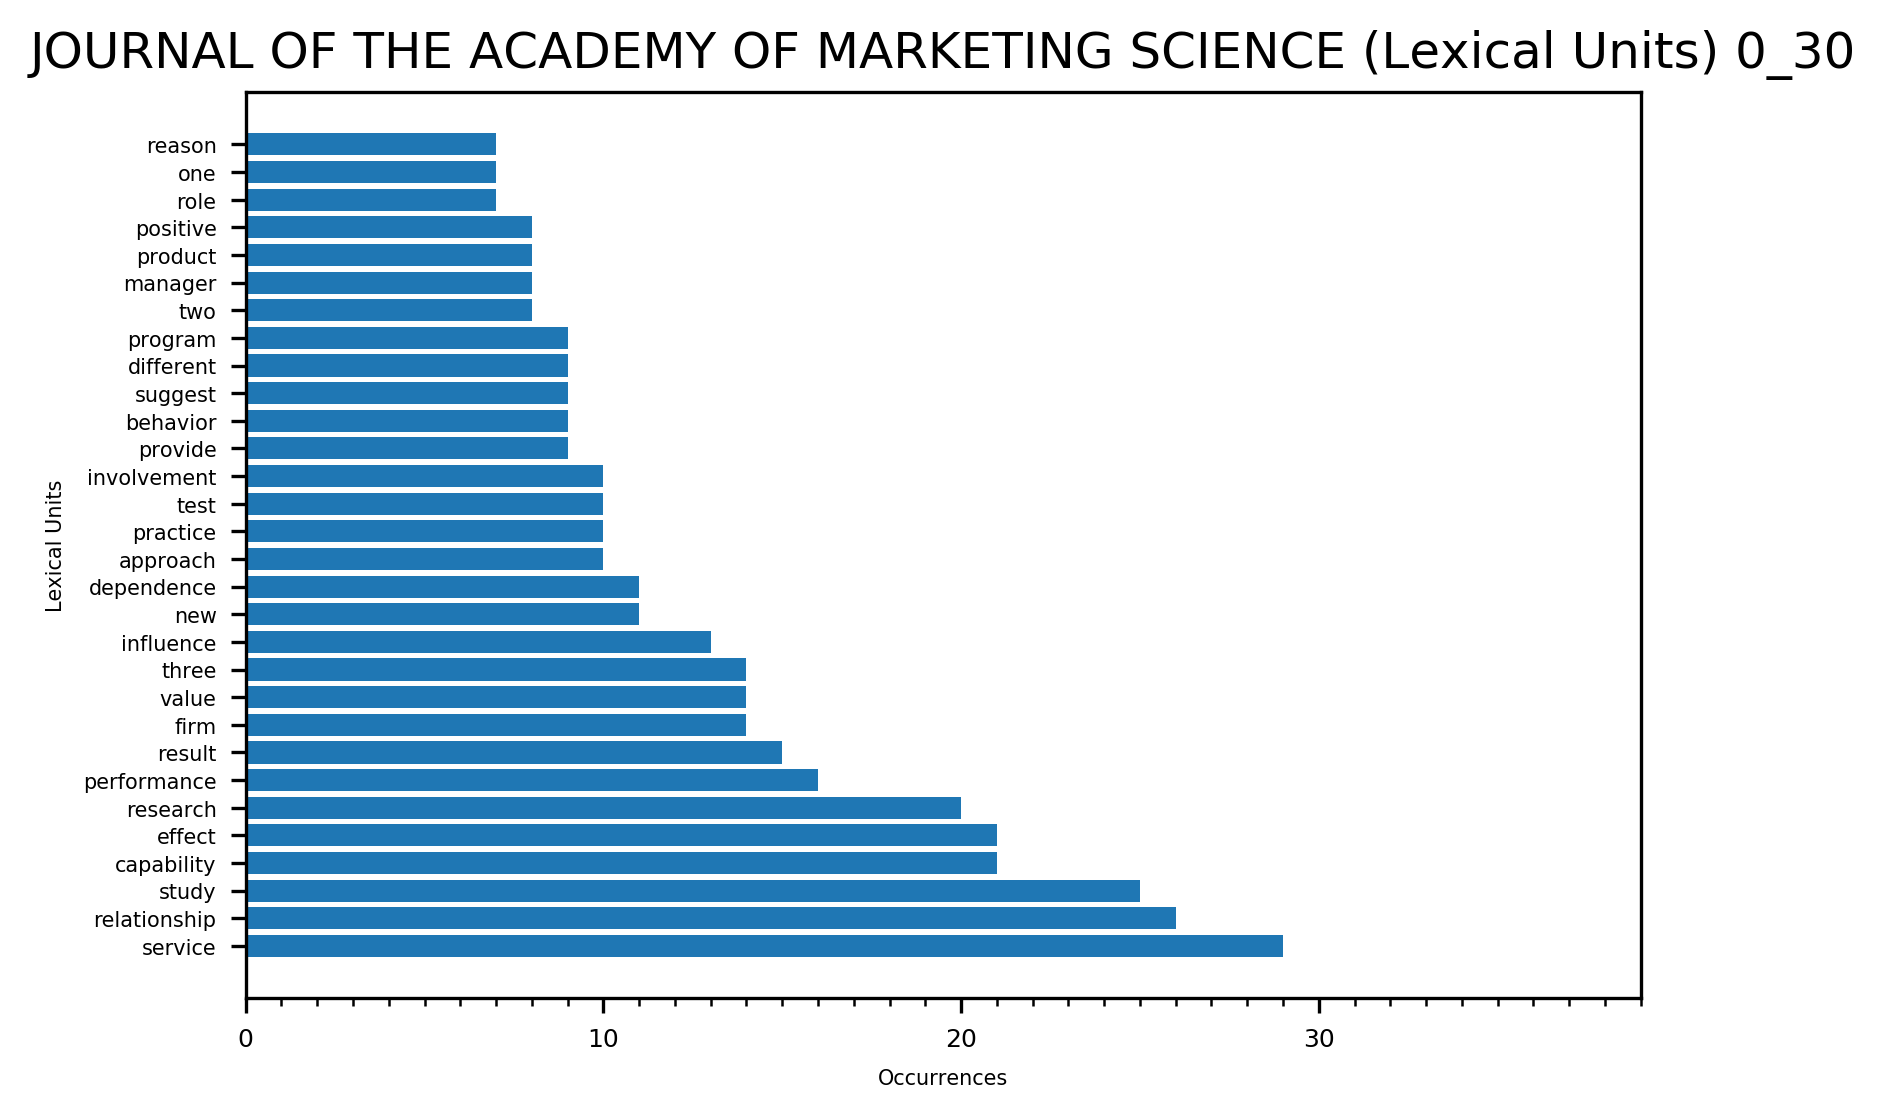 JOURNAL OF THE ACADEMY OF MARKETING SCIENCE (Lexical Units) 0_30
reason
one
role
positive
product
manager
two
program
different
suggest
behavior
provide
involvement
test
practice
approach
dependence
new
influence
three
value
firm
result
performance
research
effect
capability
study
relationship
service
Lexical Units
0 10 20 30
Occurrences